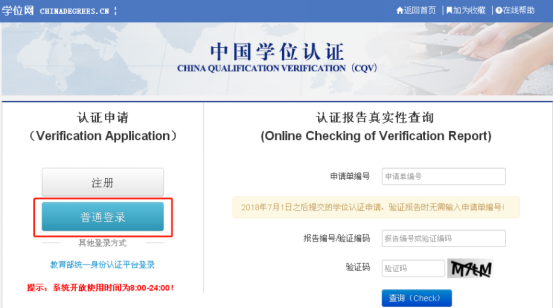 学位网 CHINADEGREES.CN
返回首页 | 加为收藏 | 在线帮助
中国学位认证
CHINA QUALIFICATION VERIFICATION (CQV)
认证申请
(Verification Application)
注册
普通登录
其他登录方式
教育部统一身份认证平台登录
提示:系统开放使用时间为8:00-24:00!
认证报告真实性查询
(Online Checking of Verification Report)
申请单编号 申请单编号
2018年7月1日之后提交的学位认证申请，验证报告时无需输入申请单编号!
报告编号/验证编码 报告编号或验证编码
验证码 验证码
查询 (Check)